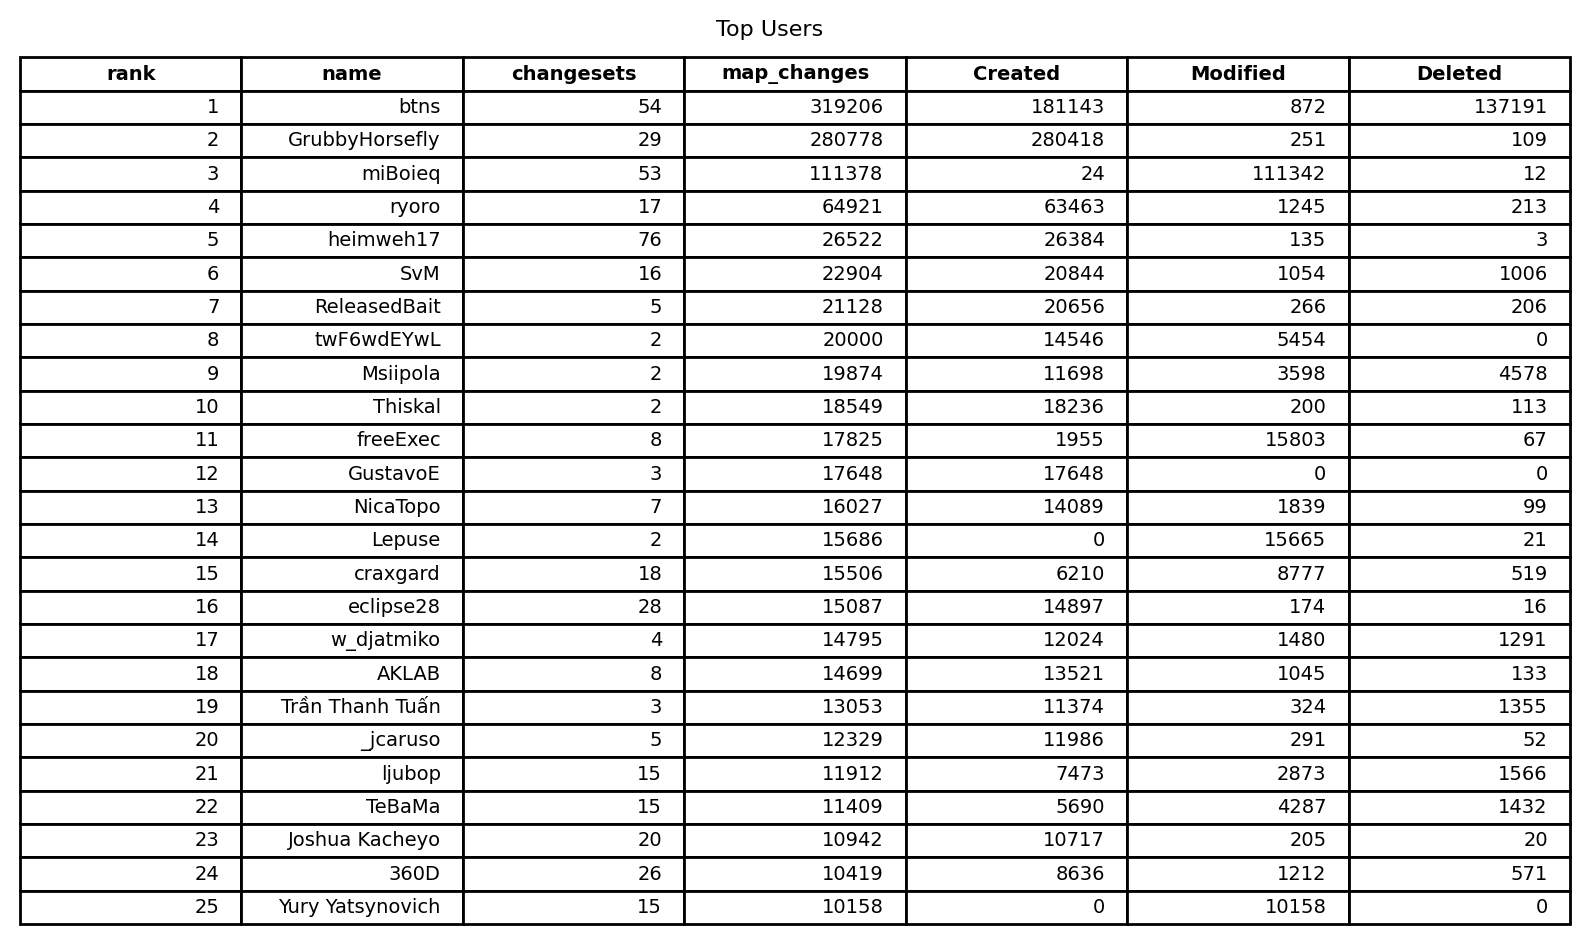 Top Users
rank name changesets map_changes Created Modified Deleted
1 btns 54 319206 181143 872 137191
2 GrubbyHorsefly 29 280778 280418 251 109
3 miBoieq 53 111378 24 111342 12
4 ryoro 17 64921 63463 1245 213
5 heimweh17 76 26522 26384 135 3
6 SvM 16 22904 20844 1054 1006
7 ReleasedBait 5 21128 20656 266 206
8 twF6wdEYwL 2 20000 14546 5454 0
9 Msiipola 2 19874 11698 3598 4578
10 Thiskal 2 18549 18236 200 113
11 freeExec 8 17825 1955 15803 67
12 GustavoE 3 17648 17648 0 0
13 NicaTopo 7 16027 14089 1839 99
14 Lepuse 2 15686 0 15665 21
15 craxgard 18 15506 6210 8777 519
16 eclipse28 28 15087 14897 174 16
17 w_djatmiko 4 14795 12024 1480 1291
18 AKLAB 8 14699 13521 1045 133
19 Trần Thanh Tuấn 3 13053 11374 324 1355
20 _jcaruso 5 12329 11986 291 52
21 ljubop 15 11912 7473 2873 1566
22 TeBaMa 15 11409 5690 4287 1432
23 Joshua Kacheyo 20 10942 10717 205 20
24 360D 26 10419 8636 1212 571
25 Yury Yatsynovich 15 10158 0 10158 0